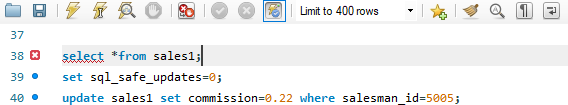 Limit to 400 rows
37
38 select *from sales1;
39 set sql_safe_updates=0;
40 update sales1 set commission=0.22 where salesman_id=5005;